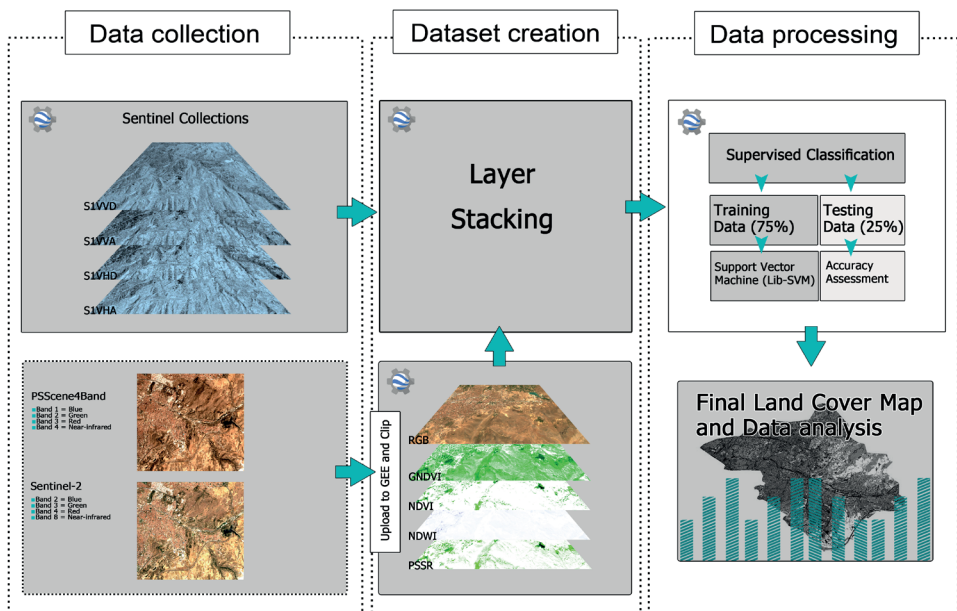 Data collection
Dataset creation
Data processing
Sentinel Collections
S1VVD
S1VVA
S1VHD
S1VHA
Layer
Stacking
Supervised Classification
Training
Data (75%)
Testing
Data (25%)
Support Vector
Machine (Lib-SVM)
Accuracy
Assessment
PSScene4Band
Band 1 = Blue
Band 2 = Green
Band 3 = Red
Band 4 = Near-infrared
Sentinel-2
Band 2 = Blue
Band 3 = Green
Band 4 = Red
Band 8 = Near-infrared
Upload to GEE and Clip
RGB
GNDVI
NDVI
NDWI
PSSR
Final Land Cover Map
and Data analysis